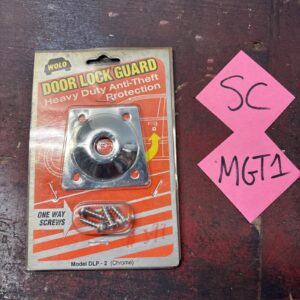 WOLO
DOOR LOCK GUARD
Heavy Duty Anti-Theft
Protection
ONE WAY
SCREWS
Model DLP - 2 (Chrome)
SC
MGT1